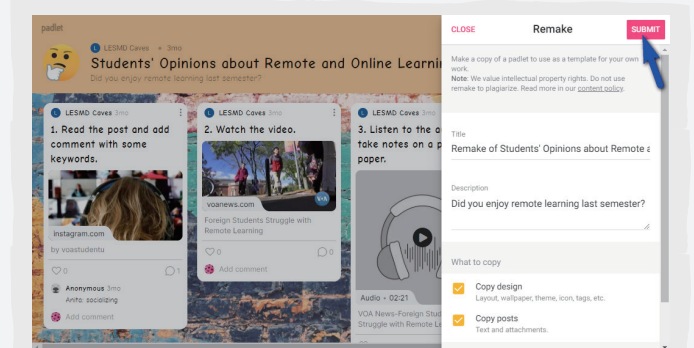 padlet
LESMD Caves • 3mo
Students' Opinions about Remote and Online Learni
Did you enjoy remote learning last semester?
L LESMD Caves 3mo
1. Read the post and add
comment with some
keywords.
instagram.com
by voastudentu
0 1
Anonymous 3mo
Anita: socializing
Add comment
L LESMD Caves 3mo
2. Watch the video.
voanews.com
VOA
Foreign Students Struggle with
Remote Learning
0 0
Add comment
L LESMD Caves 3mo
3. Listen to the a
take notes on a p
paper.
Audio • 02:21
VOA News-Foreign Stud
Struggle with Remote Le
CLOSE Remake SUBMIT
Make a copy of a padlet to use as a template for your own
work.
Note: We value intellectual property rights. Do not use
remake to plagiarize. Read more in our content policy.
Title
Remake of Students' Opinions about Remote a
Description
Did you enjoy remote learning last semester?
What to copy
Copy design
Layout, wallpaper, theme, icon, tags, etc.
Copy posts
Text and attachments.